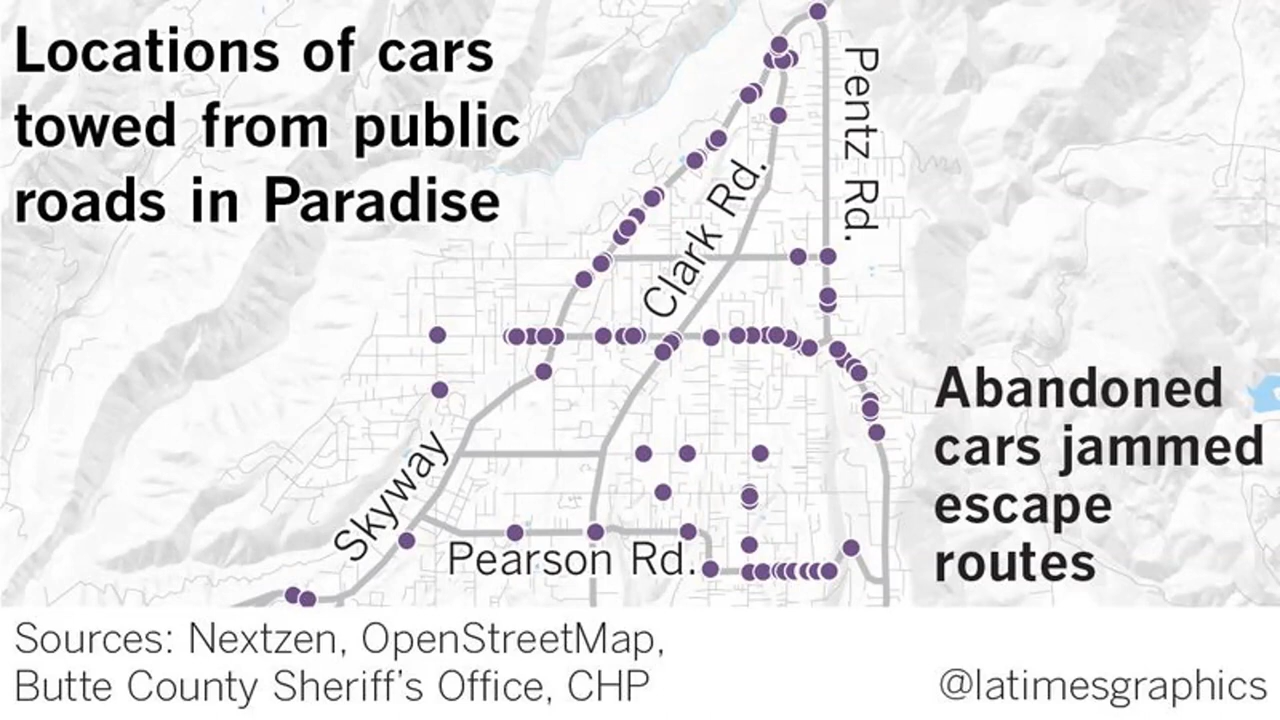 Locations of cars
towed from public
roads in Paradise
Pentz Rd.
Clark Rd.
Abandoned
cars jammed
escape
routes
Skyway
Pearson Rd.
Sources: Nextzen, OpenStreetMap,
Butte County Sheriff's Office, CHP
@latimesgraphics